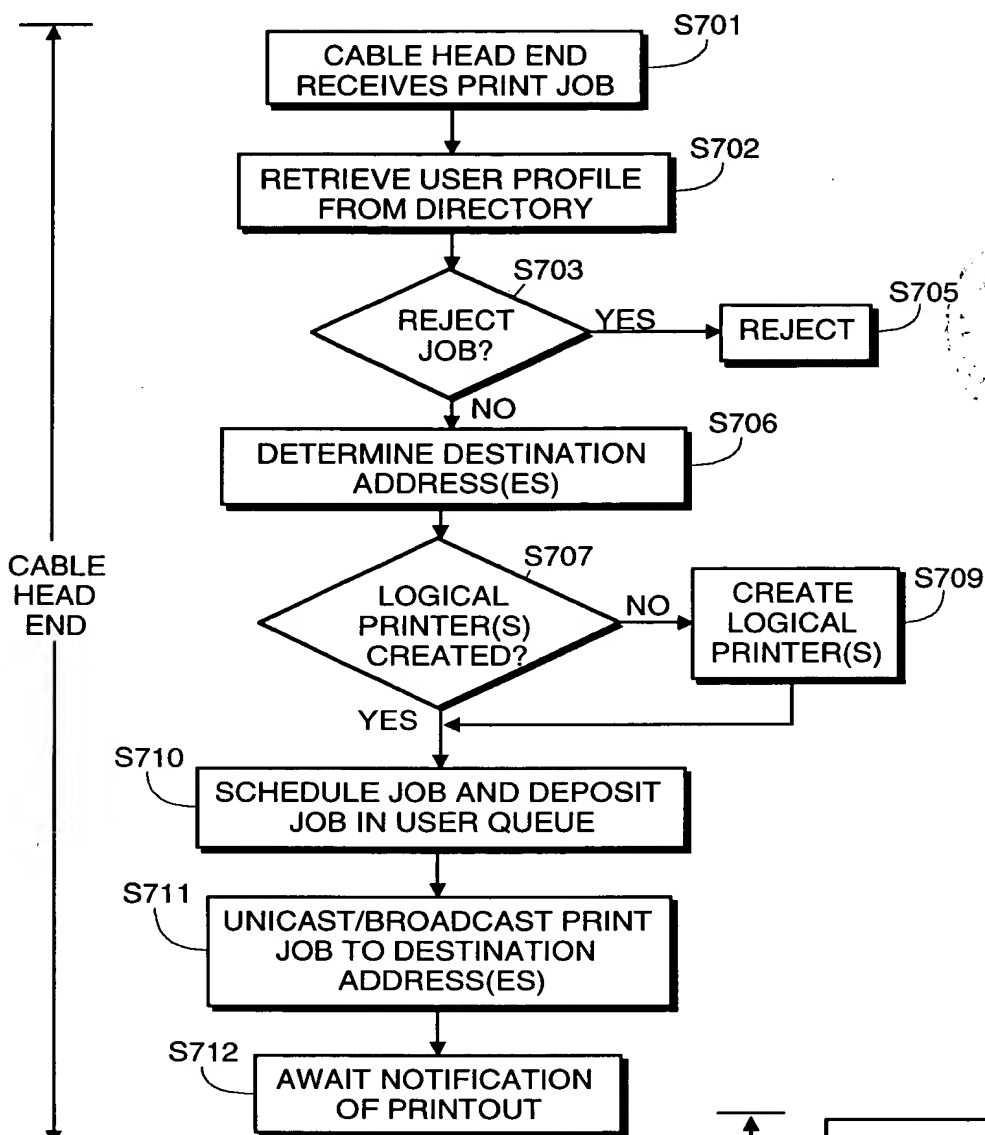 S701
CABLE HEAD END
RECEIVES PRINT JOB
S702
RETRIEVE USER PROFILE
FROM DIRECTORY
S703
REJECT
JOB?
YES
S705
REJECT
NO
S706
DETERMINE DESTINATION
ADDRESS(ES)
CABLE
HEAD
END
S707
LOGICAL
PRINTER(S)
CREATED?
NO
S709
CREATE
LOGICAL
PRINTER(S)
YES
S710
SCHEDULE JOB AND DEPOSIT
JOB IN USER QUEUE
S711
UNICAST/BROADCAST PRINT
JOB TO DESTINATION
ADDRESS(ES)
S712
AWAIT NOTIFICATION
OF PRINTOUT